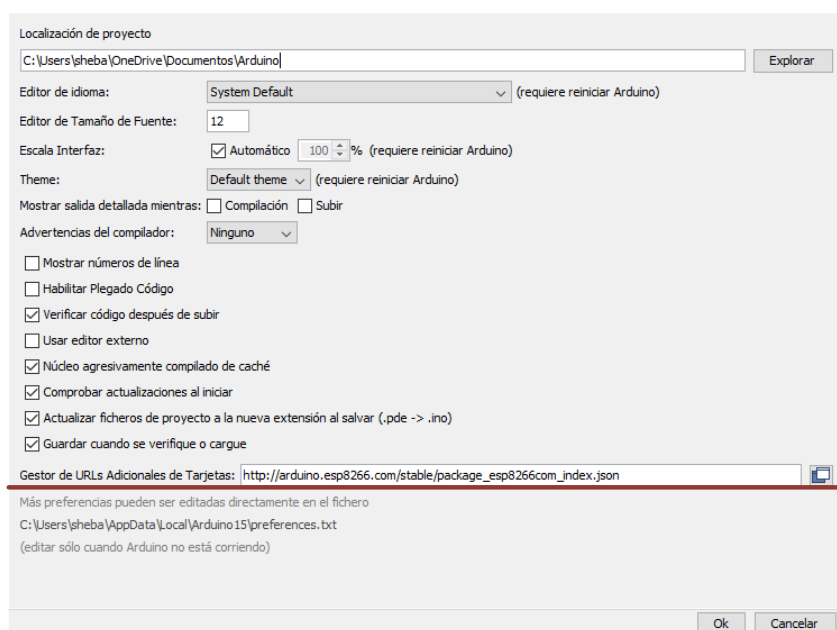 Localización de proyecto
C:\Users\sheba\OneDrive\Documentos\Arduino
Explorar
Editor de idioma: System Default (requiere reiniciar Arduino)
Editor de Tamaño de Fuente: 12
Escala Interfaz: Automático 100 % (requiere reiniciar Arduino)
Theme: Default theme (requiere reiniciar Arduino)
Mostrar salida detallada mientras: Compilación Subir
Advertencias del compilador: Ninguno
Mostrar números de línea
Habilitar Plegado Código
Verificar código después de subir
Usar editor externo
Núcleo agresivamente compilado de caché
Comprobar actualizaciones al iniciar
Actualizar ficheros de proyecto a la nueva extensión al salvar (.pde -> .ino)
Guardar cuando se verifique o cargue
Gestor de URLs Adicionales de Tarjetas: http://arduino.esp8266.com/stable/package_esp8266com_index.json
Más preferencias pueden ser editadas directamente en el fichero
C:\Users\sheba\AppData\Local\Arduino15\preferences.txt
(editar sólo cuando Arduino no está corriendo)
Ok Cancelar